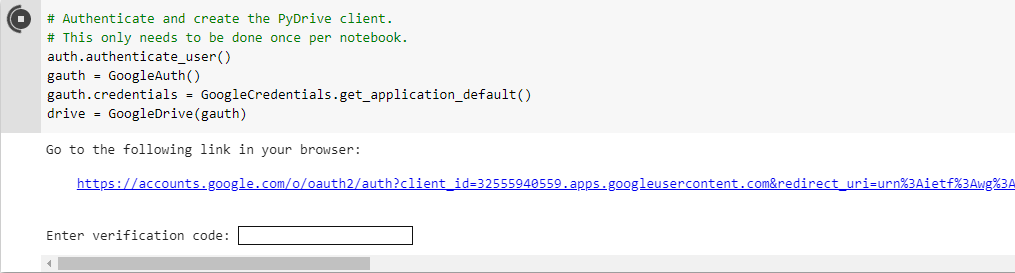 # Authenticate and create the PyDrive client.
# This only needs to be done once per notebook.
auth.authenticate_user()
gauth = GoogleAuth()
gauth.credentials = GoogleCredentials.get_application_default()
drive = GoogleDrive(gauth)
Go to the following link in your browser:
https://accounts.google.com/o/oauth2/auth?client_id=32555940559.apps.googleusercontent.com&redirect_uri=urn%3Aietf%3Awg%3A
Enter verification code: